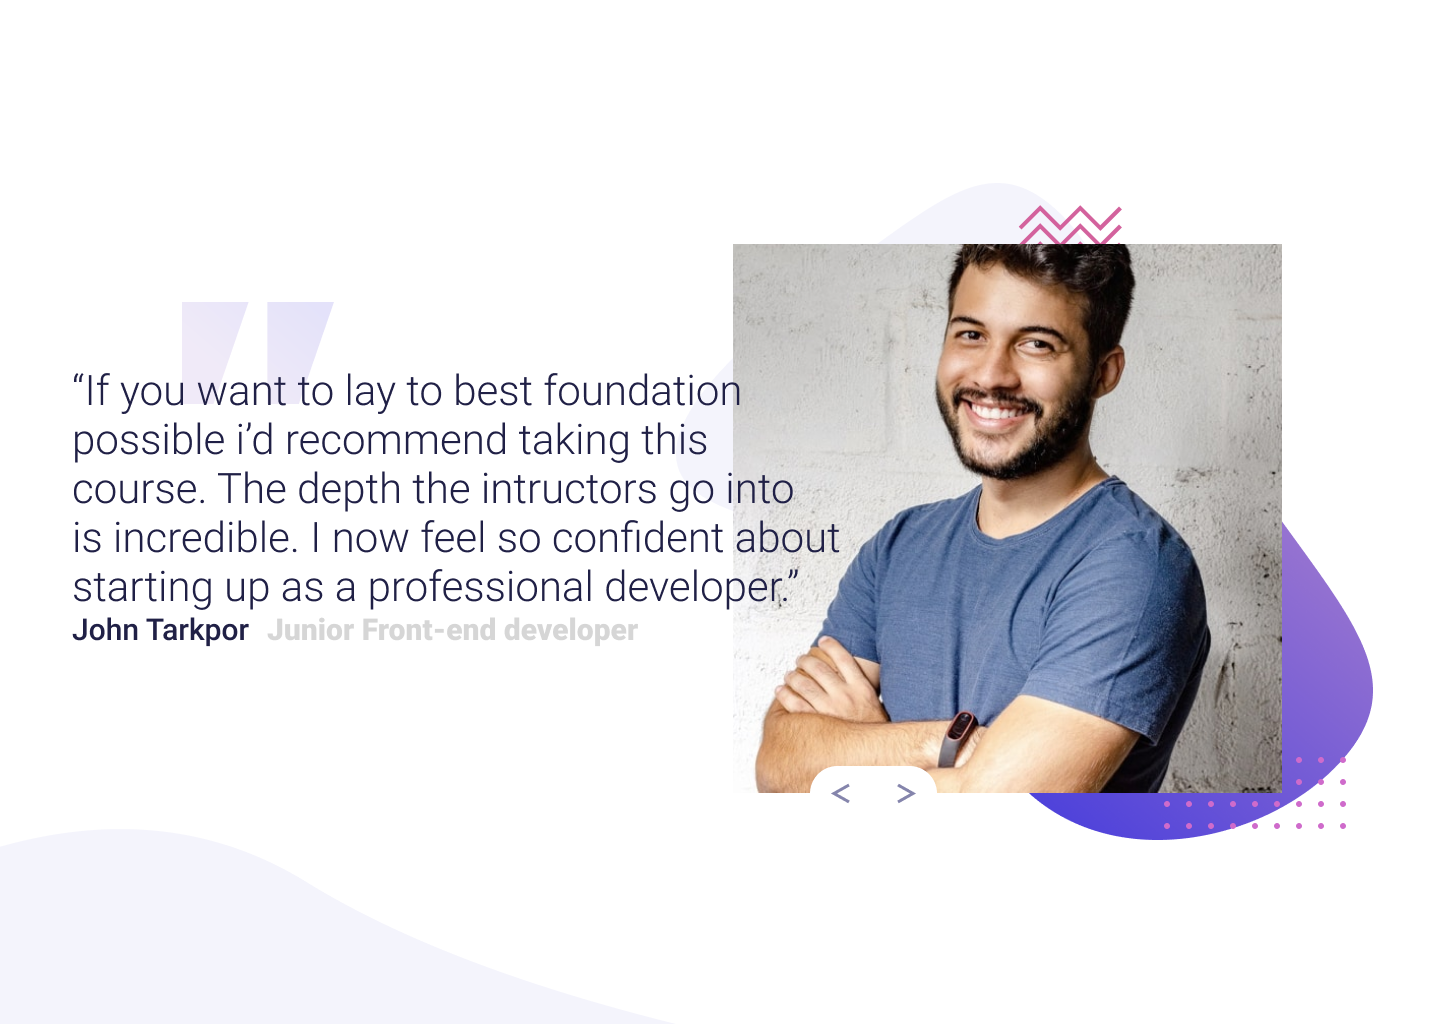 “If you want to lay to best foundation
possible i’d recommend taking this
course. The depth the intructors go into
is incredible. I now feel so confident about
starting up as a professional developer.”
John Tarkpor Junior Front-end developer
< >